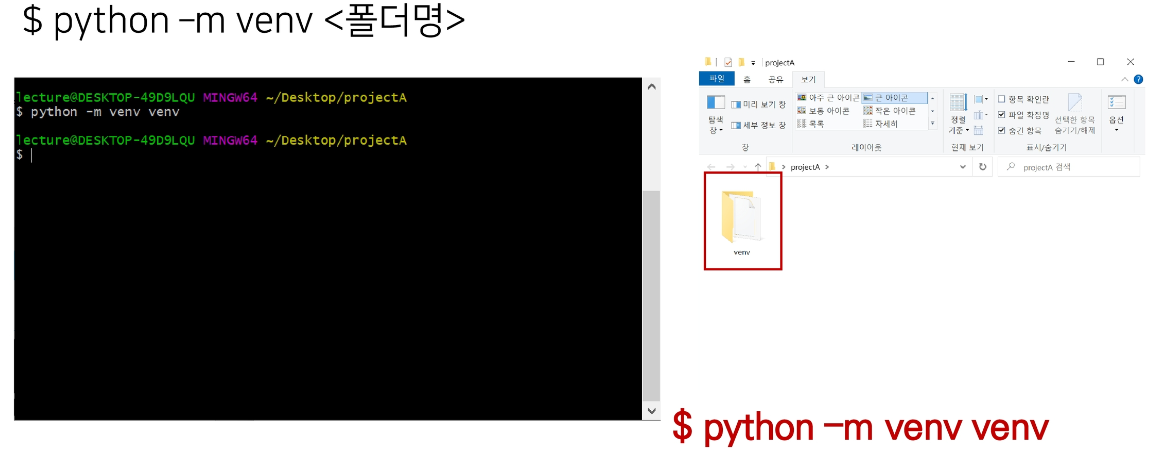 $ python –m venv <폴더명>
lecture@DESKTOP-49D9LQU MINGW64 ~/Desktop/projectA
$ python -m venv venv
lecture@DESKTOP-49D9LQU MINGW64 ~/Desktop/projectA
$
projectA
파일 홈 공유 보기
탐색 창
미리 보기 창
세부 정보 창
창
아주 큰 아이콘 큰 아이콘
보통 아이콘 작은 아이콘
목록 자세히
레이아웃
정렬 기준
현재 보기
항목 확인란
파일 확장명
숨긴 항목
선택한 항목 숨기기/해제
표시/숨기기
옵션
projectA
projectA 검색
venv
$ python –m venv venv